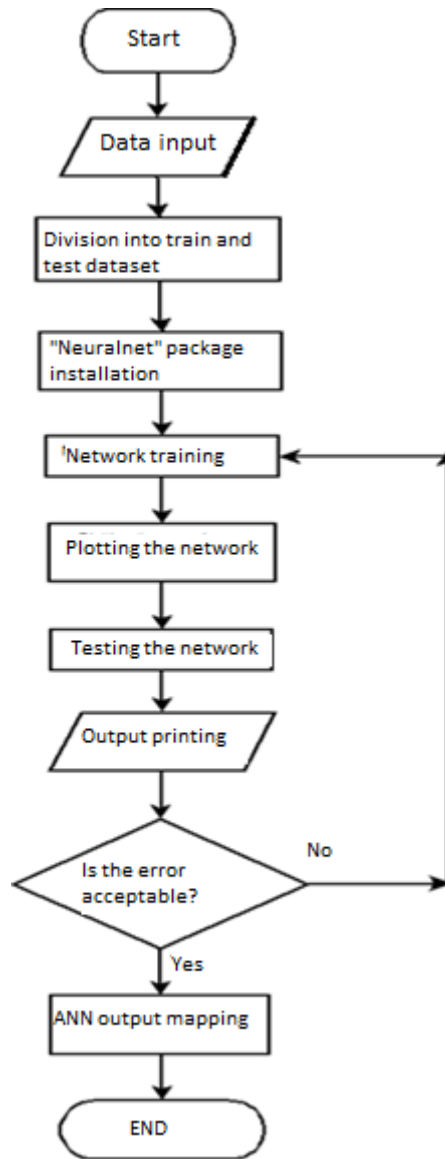 Start
Data input
Division into train and
test dataset
"Neuralnet" package
installation
Network training
Plotting the network
Testing the network
Output printing
Is the error
acceptable?
No
Yes
ANN output mapping
END